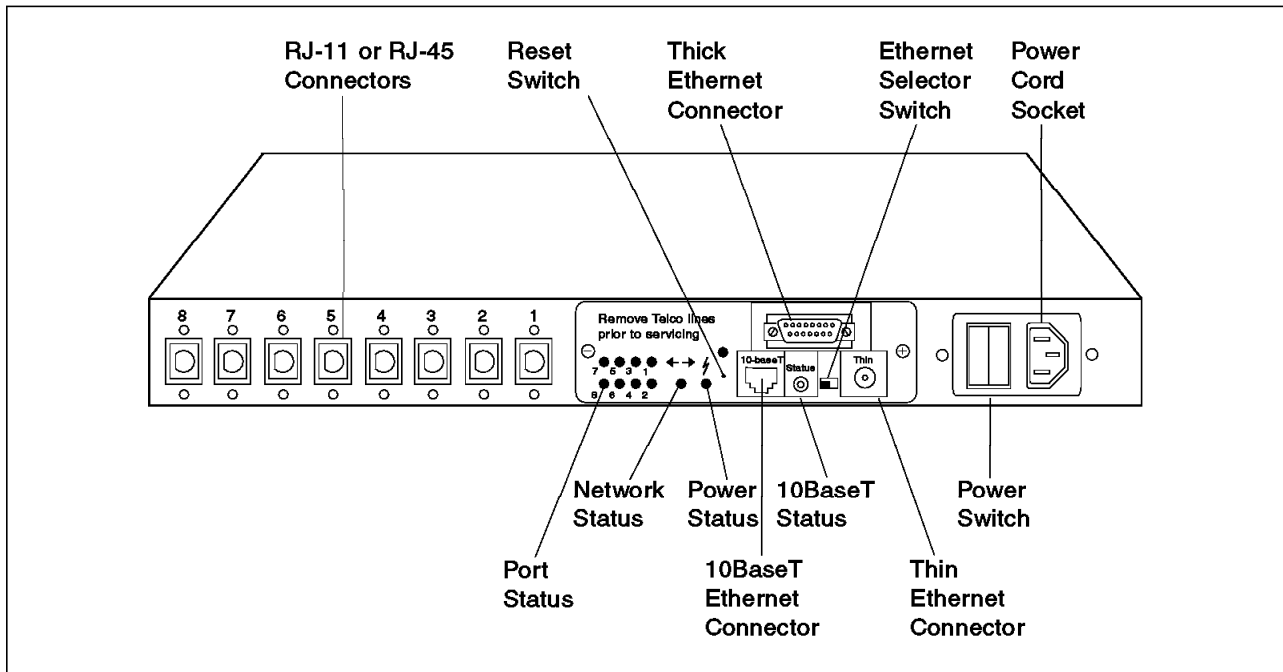 RJ-11 or RJ-45
Connectors
Reset
Switch
Thick
Ethernet
Connector
Ethernet
Selector
Switch
Power
Cord
Socket
8 7 6 5 4 3 2 1
Remove Telco lines
prior to servicing
7 5 3 1
8 6 4 2
10-baseT
Status
Thin
Network
Status
Power
Status
10BaseT
Status
Power
Switch
Port
Status
10BaseT
Ethernet
Connector
Thin
Ethernet
Connector